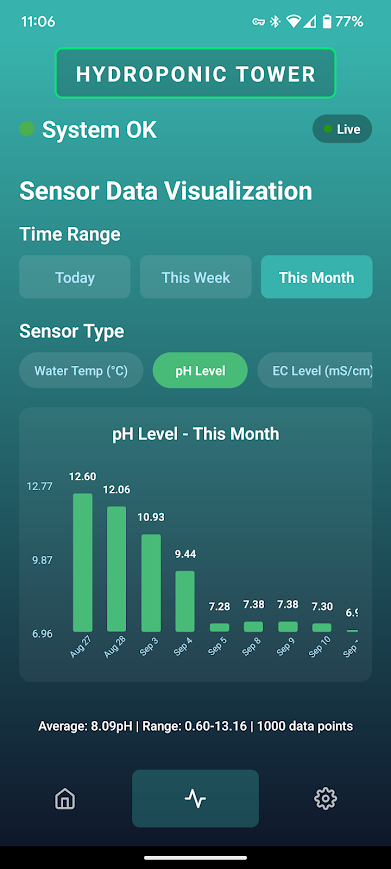 11:06 77%
HYDROPONIC TOWER
System OK Live
Sensor Data Visualization
Time Range
Today This Week This Month
Sensor Type
Water Temp (°C) pH Level EC Level (mS/cm)
pH Level - This Month
12.77 12.60 12.06 10.93 9.44 7.28 7.38 7.38 7.30
9.87
6.96
Aug 27 Aug 28 Sep 3 Sep 4 Sep 5 Sep 8 Sep 9 Sep 10 Sep
Average: 8.09pH | Range: 0.60-13.16 | 1000 data points